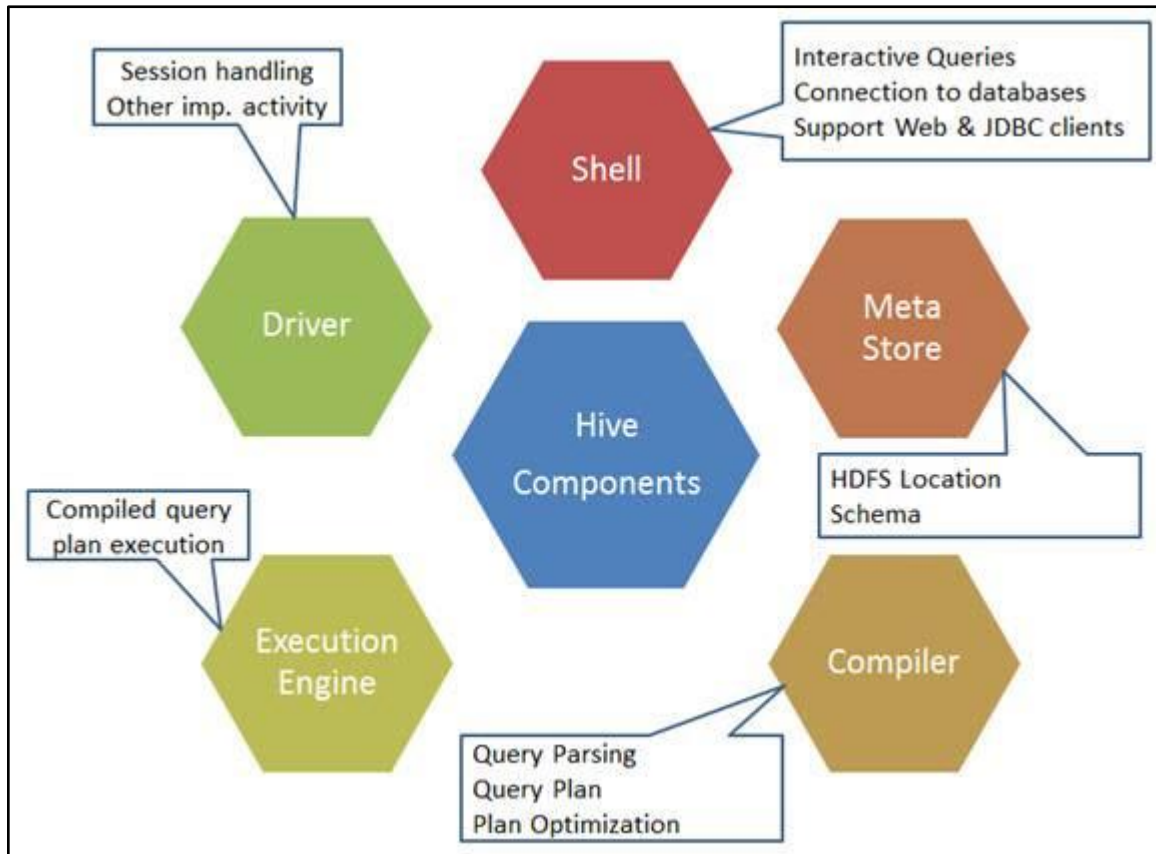 Session handling
Other imp. activity
Interactive Queries
Connection to databases
Support Web & JDBC clients
Shell
Driver
Meta
Store
Hive
Components
HDFS Location
Schema
Compiled query
plan execution
Execution
Engine
Compiler
Query Parsing
Query Plan
Plan Optimization